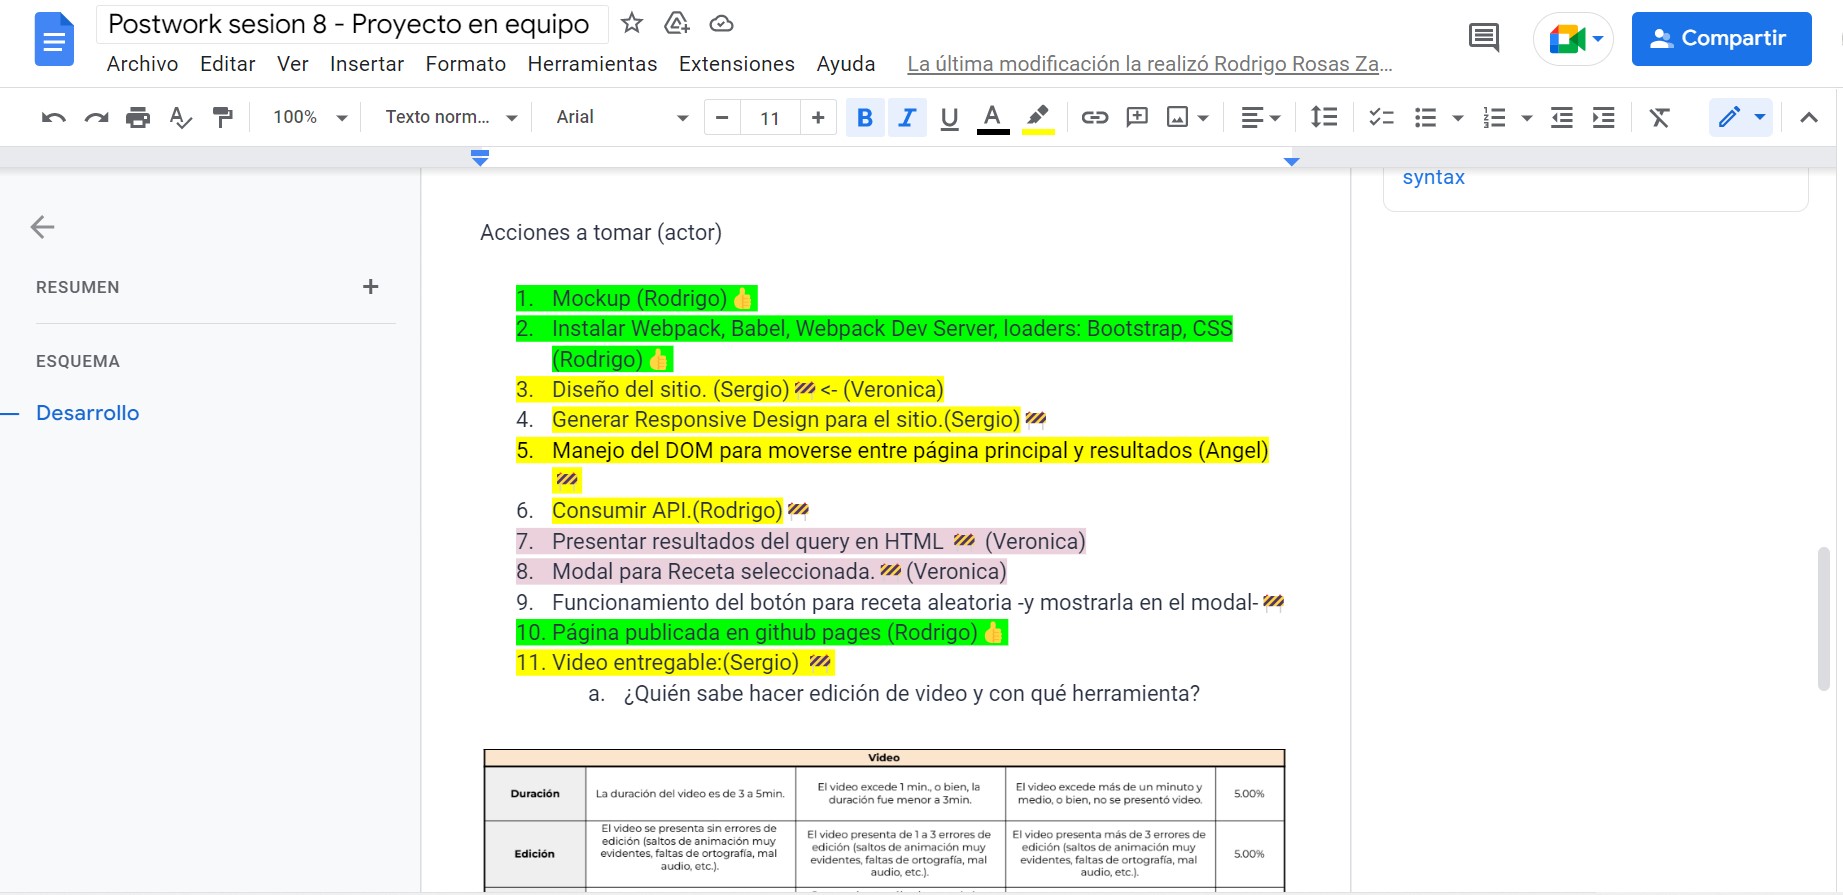 Postwork sesion 8 - Proyecto en equipo
Archivo Editar Ver Insertar Formato Herramientas Extensiones Ayuda La última modificación la realizó Rodrigo Rosas Za...
Compartir
100% Texto norm... Arial 11 B I U A
syntax
RESUMEN
ESQUEMA
Desarrollo
Acciones a tomar (actor)
1. Mockup (Rodrigo) 👍
2. Instalar Webpack, Babel, Webpack Dev Server, loaders: Bootstrap, CSS
(Rodrigo) 👍
3. Diseño del sitio. (Sergio) 🚧 <- (Veronica)
4. Generar Responsive Design para el sitio.(Sergio) 🚧
5. Manejo del DOM para moverse entre página principal y resultados (Angel)
🚧
6. Consumir API.(Rodrigo) 🚧
7. Presentar resultados del query en HTML 🚧 (Veronica)
8. Modal para Receta seleccionada. 🚧 (Veronica)
9. Funcionamiento del botón para receta aleatoria -y mostrarla en el modal- 🚧
10. Página publicada en github pages (Rodrigo) 👍
11. Video entregable:(Sergio) 🚧
a. ¿Quién sabe hacer edición de video y con qué herramienta?
Video
Duración
La duración del video es de 3 a 5min.
El video excede 1 min., o bien, la
duración fue menor a 3min.
El video excede más de un minuto y
medio, o bien, no se presentó video.
5.00%
Edición
El video se presenta sin errores de
edición (saltos de animación muy
evidentes, faltas de ortografía, mal
audio, etc.).
El video presenta de 1 a 3 errores de
edición (saltos de animación muy
evidentes, faltas de ortografía, mal
audio, etc.).
El video presenta más de 3 errores de
edición (saltos de animación muy
evidentes, faltas de ortografía, mal
audio, etc.).
5.00%